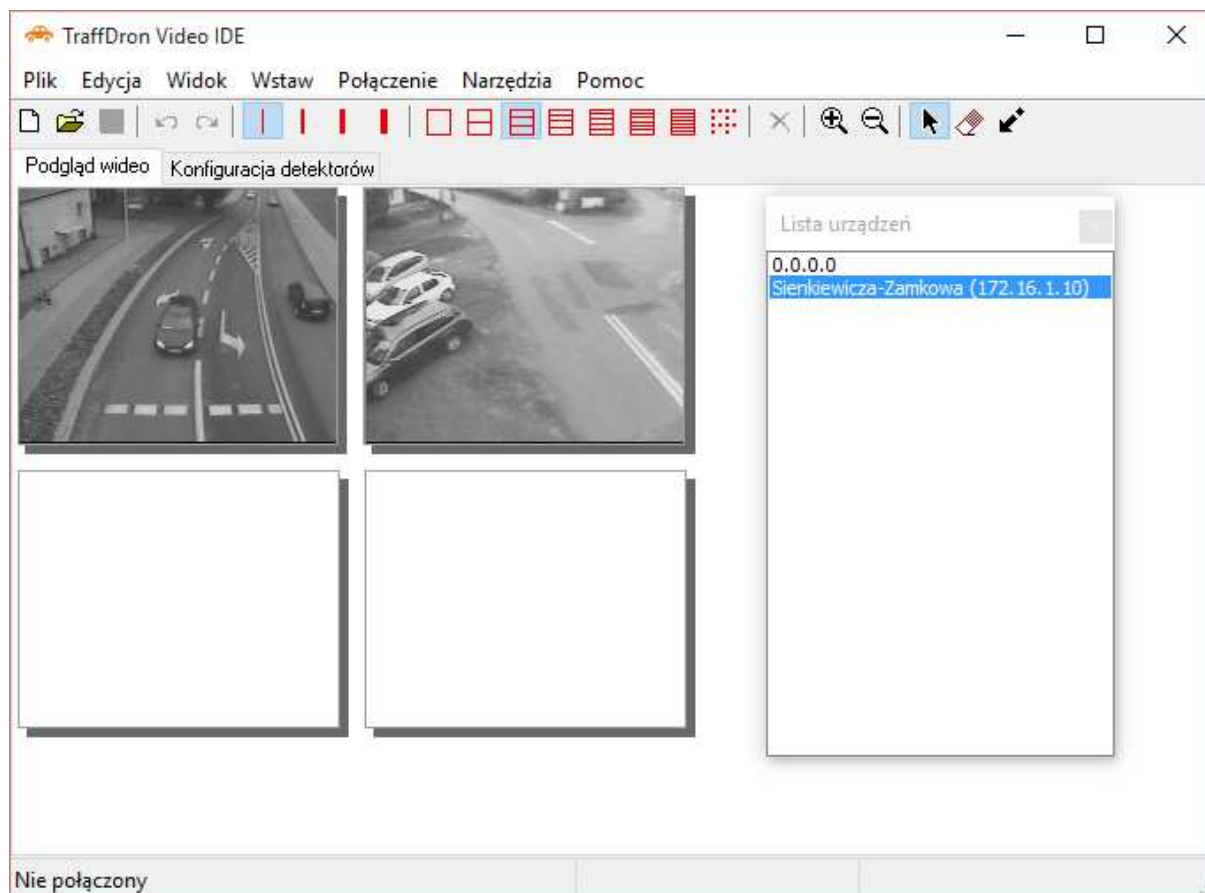 TraffDron Video IDE
Plik Edycja Widok Wstaw Połączenie Narzędzia Pomoc
Podgląd wideo Konfiguracja detektorów
Lista urządzeń
0.0.0.0
Sienkiewicza-Zamkowa (172.16.1.10)
Nie połączony